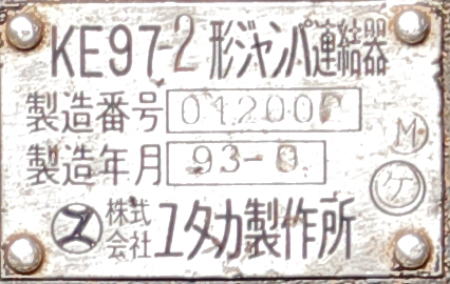 KE97-2形ジャンパ連結器
製造番号
製造年月 93-
M
ケ
株式会社ユタカ製作所